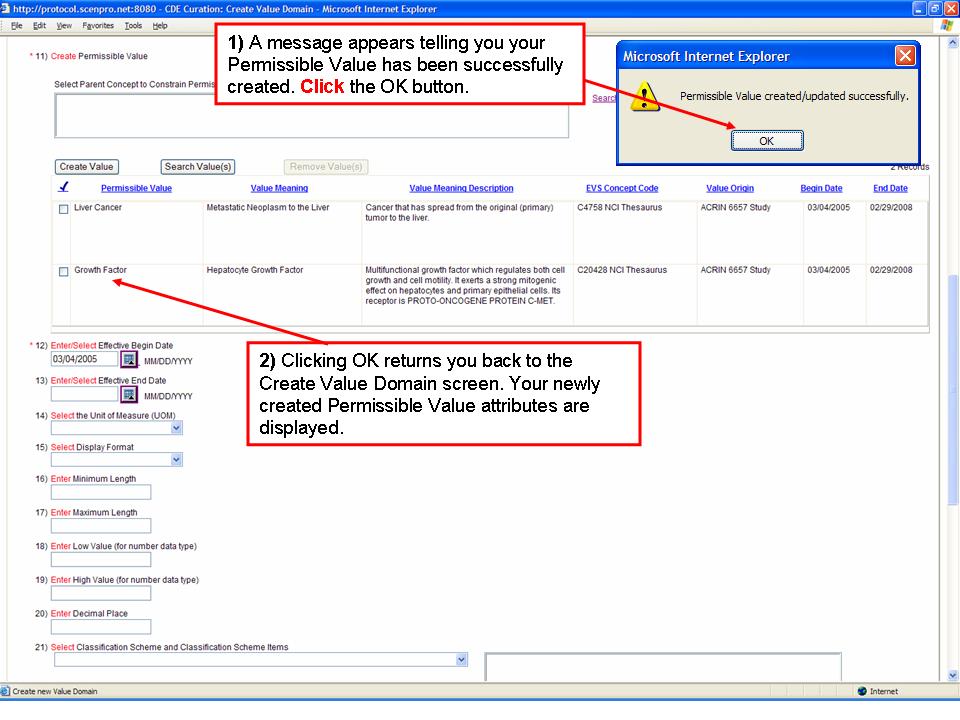 http://protocol.scenpro.net:8080 - CDE Curation: Create Value Domain - Microsoft Internet Explorer
File Edit View Favorites Tools Help
* 11) Create Permissible Value
Select Parent Concept to Constrain Permis
Searc
1) A message appears telling you your
Permissible Value has been successfully
created. Click the OK button.
Microsoft Internet Explorer
Permissible Value created/updated successfully.
OK
Create Value Search Value(s) Remove Value(s)
2 Records
Permissible Value Value Meaning Value Meaning Description EVS Concept Code Value Origin Begin Date End Date
Liver Cancer Metastatic Neoplasm to the Liver Cancer that has spread from the original (primary) C4758 NCI Thesaurus ACRIN 6657 Study 03/04/2005 02/29/2008
tumor to the liver.
Growth Factor Hepatocyte Growth Factor Multifunctional growth factor which regulates both cell C20428 NCI Thesaurus ACRIN 6657 Study 03/04/2005 02/29/2008
growth and cell motility. It exerts a strong mitogenic
effect on hepatocytes and primary epithelial cells. Its
receptor is PROTO-ONCOGENE PROTEIN C-MET.
* 12) Enter/Select Effective Begin Date
03/04/2005 MM/DD/YYYY
13) Enter/Select Effective End Date
MM/DD/YYYY
2) Clicking OK returns you back to the
Create Value Domain screen. Your newly
created Permissible Value attributes are
displayed.
14) Select the Unit of Measure (UOM)
15) Select Display Format
16) Enter Minimum Length
17) Enter Maximum Length
18) Enter Low Value (for number data type)
19) Enter High Value (for number data type)
20) Enter Decimal Place
21) Select Classification Scheme and Classification Scheme Items
Create new Value Domain
Internet